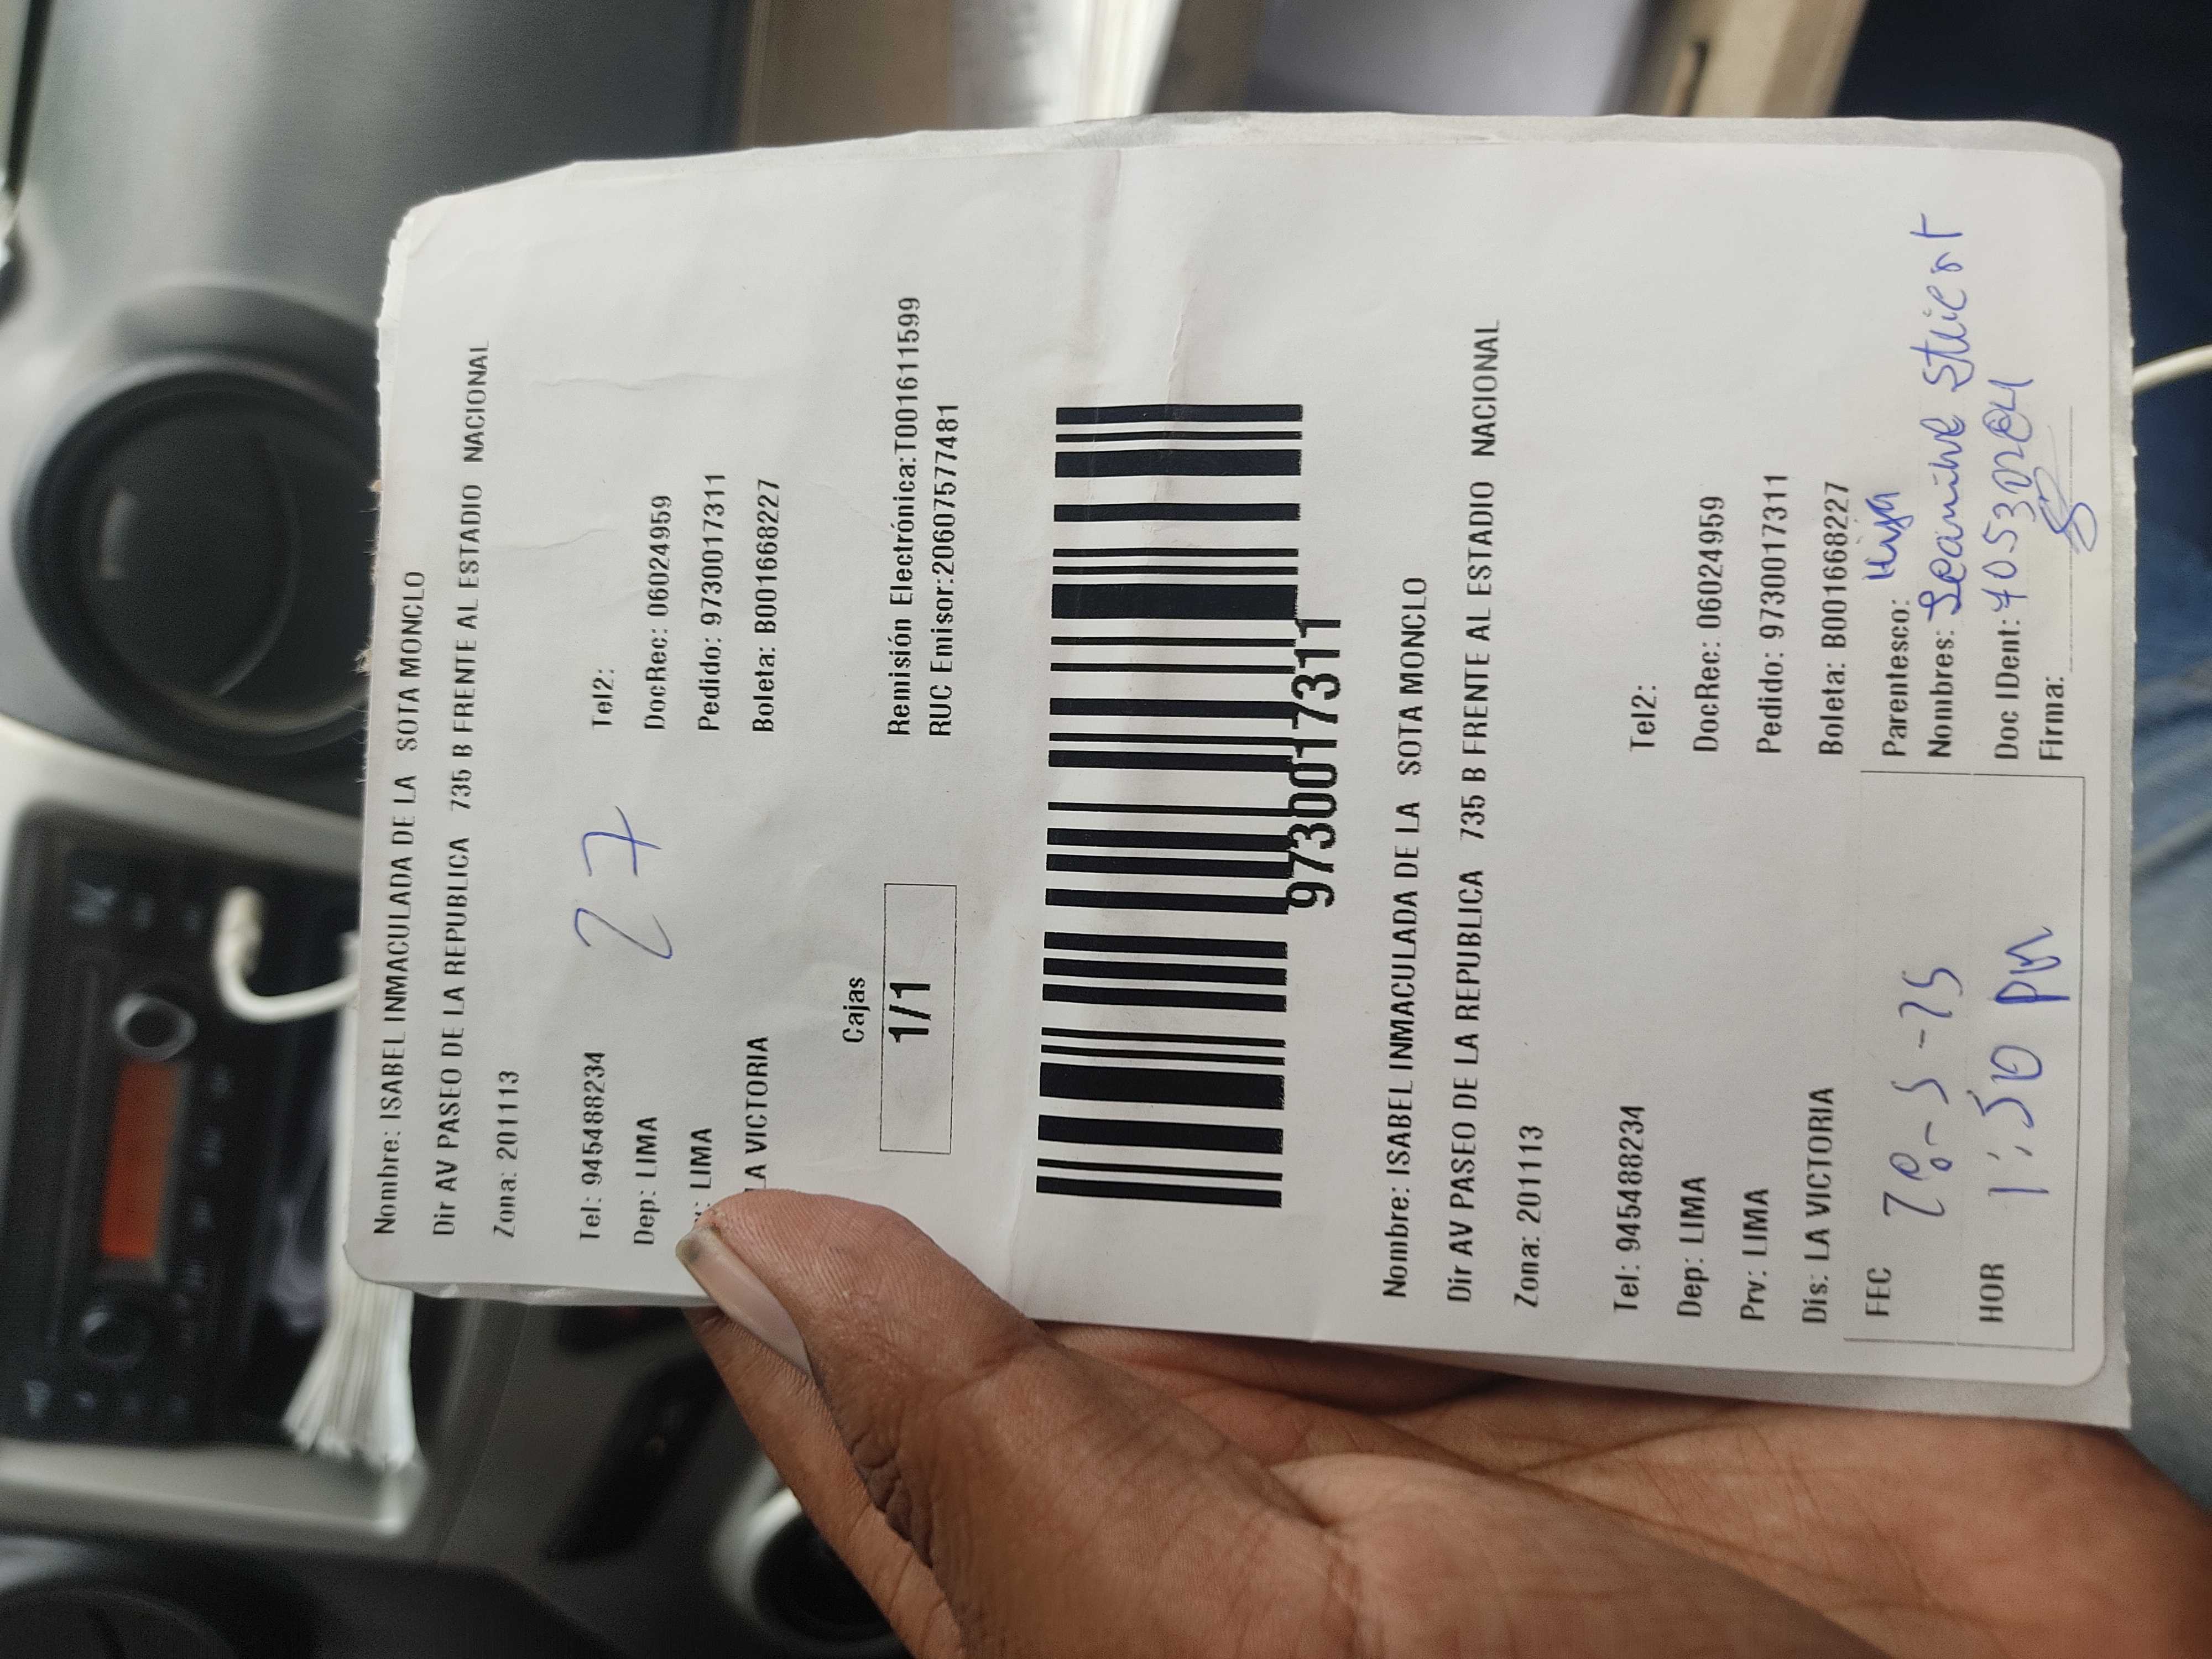 Nombre: ISABEL INMACULADA DE LA SOTA MONCLO
Dir AV PASEO DE LA REPUBLICA 735 B FRENTE AL ESTADIO NACIONAL
Zona: 201113
27
Tel: 945488234 Tel2:
Dep: LIMA DocRec: 06024959
: LIMA Pedido: 9730017311
LA VICTORIA Boleta: B001668227
Cajas
1/1
Remisión Electrónica:T001611599
RUC Emisor:20607577481
9730017311
Nombre: ISABEL INMACULADA DE LA SOTA MONCLO
Dir AV PASEO DE LA REPUBLICA 735 B FRENTE AL ESTADIO NACIONAL
Zona: 201113
Tel: 945488234 Tel2:
Dep: LIMA DocRec: 06024959
Prv: LIMA Pedido: 9730017311
Dis: LA VICTORIA Boleta: B001668227
FEC 20-5-25
HOR 1:50 PM
Parentesco: Hija
Nombres:
Doc IDent:
Firma: